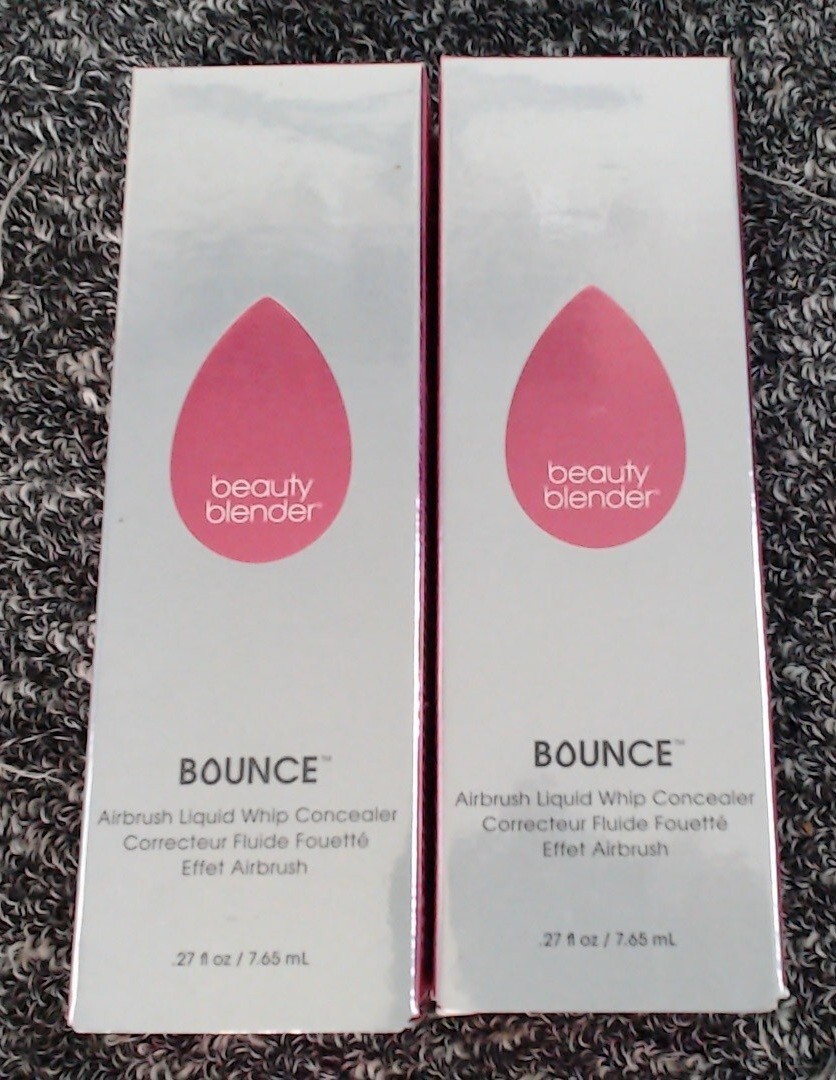 beauty
blender®
BOUNCE™
Airbrush Liquid Whip Concealer
Correcteur Fluide Fouetté
Effet Airbrush
.27 fl oz / 7.65 mL
beauty
blender®
BOUNCE™
Airbrush Liquid Whip Concealer
Correcteur Fluide Fouetté
Effet Airbrush
.27 fl oz / 7.65 mL